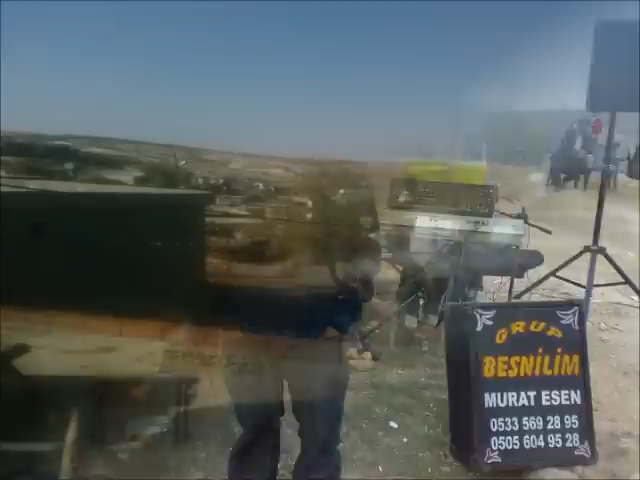 GRUP
BESNİLİM
MURAT ESEN
0533 569 28 95
0505 604 95 28